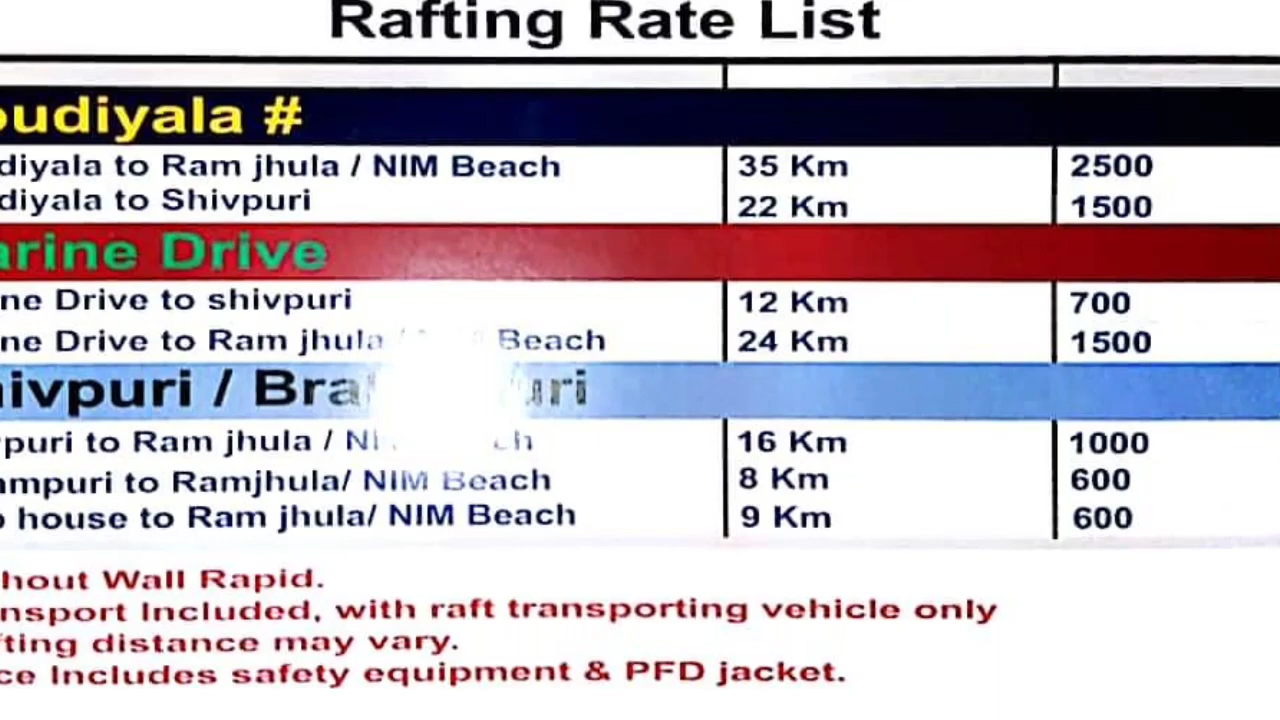 Rafting Rate List
oudiyala #
diyala to Ram jhula / NIM Beach 35 Km 2500
diyala to Shivpuri 22 Km 1500
arine Drive
ne Drive to shivpuri 12 Km 700
ne Drive to Ram jhula / Beach 24 Km 1500
ivpuri / Bra uri
puri to Ram jhula / NI ch 16 Km 1000
mpuri to Ramjhula/ NIM Beach 8 Km 600
house to Ram jhula/ NIM Beach 9 Km 600
hout Wall Rapid.
nsport Included, with raft transporting vehicle only
fting distance may vary.
ce Includes safety equipment & PFD jacket.